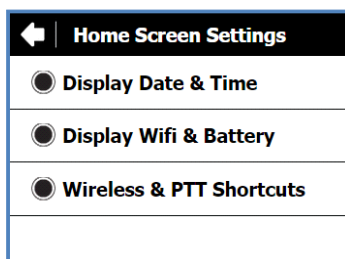 Home Screen Settings
Display Date & Time
Display Wifi & Battery
Wireless & PTT Shortcuts